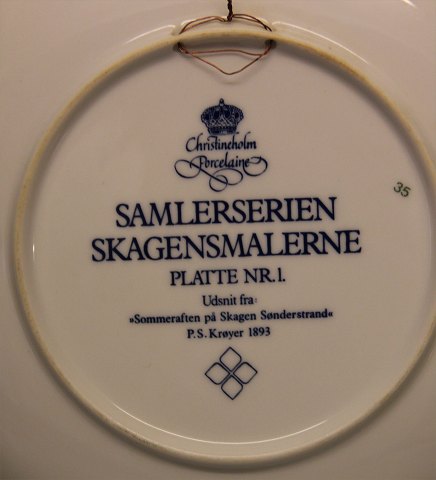 Christineholm
Porcelaine
35
SAMLERSERIEN
SKAGENSMALERNE
PLATTE NR.1.
Udsnit fra:
»Sommeraften på Skagen Sønderstrand«
P.S. Krøyer 1893